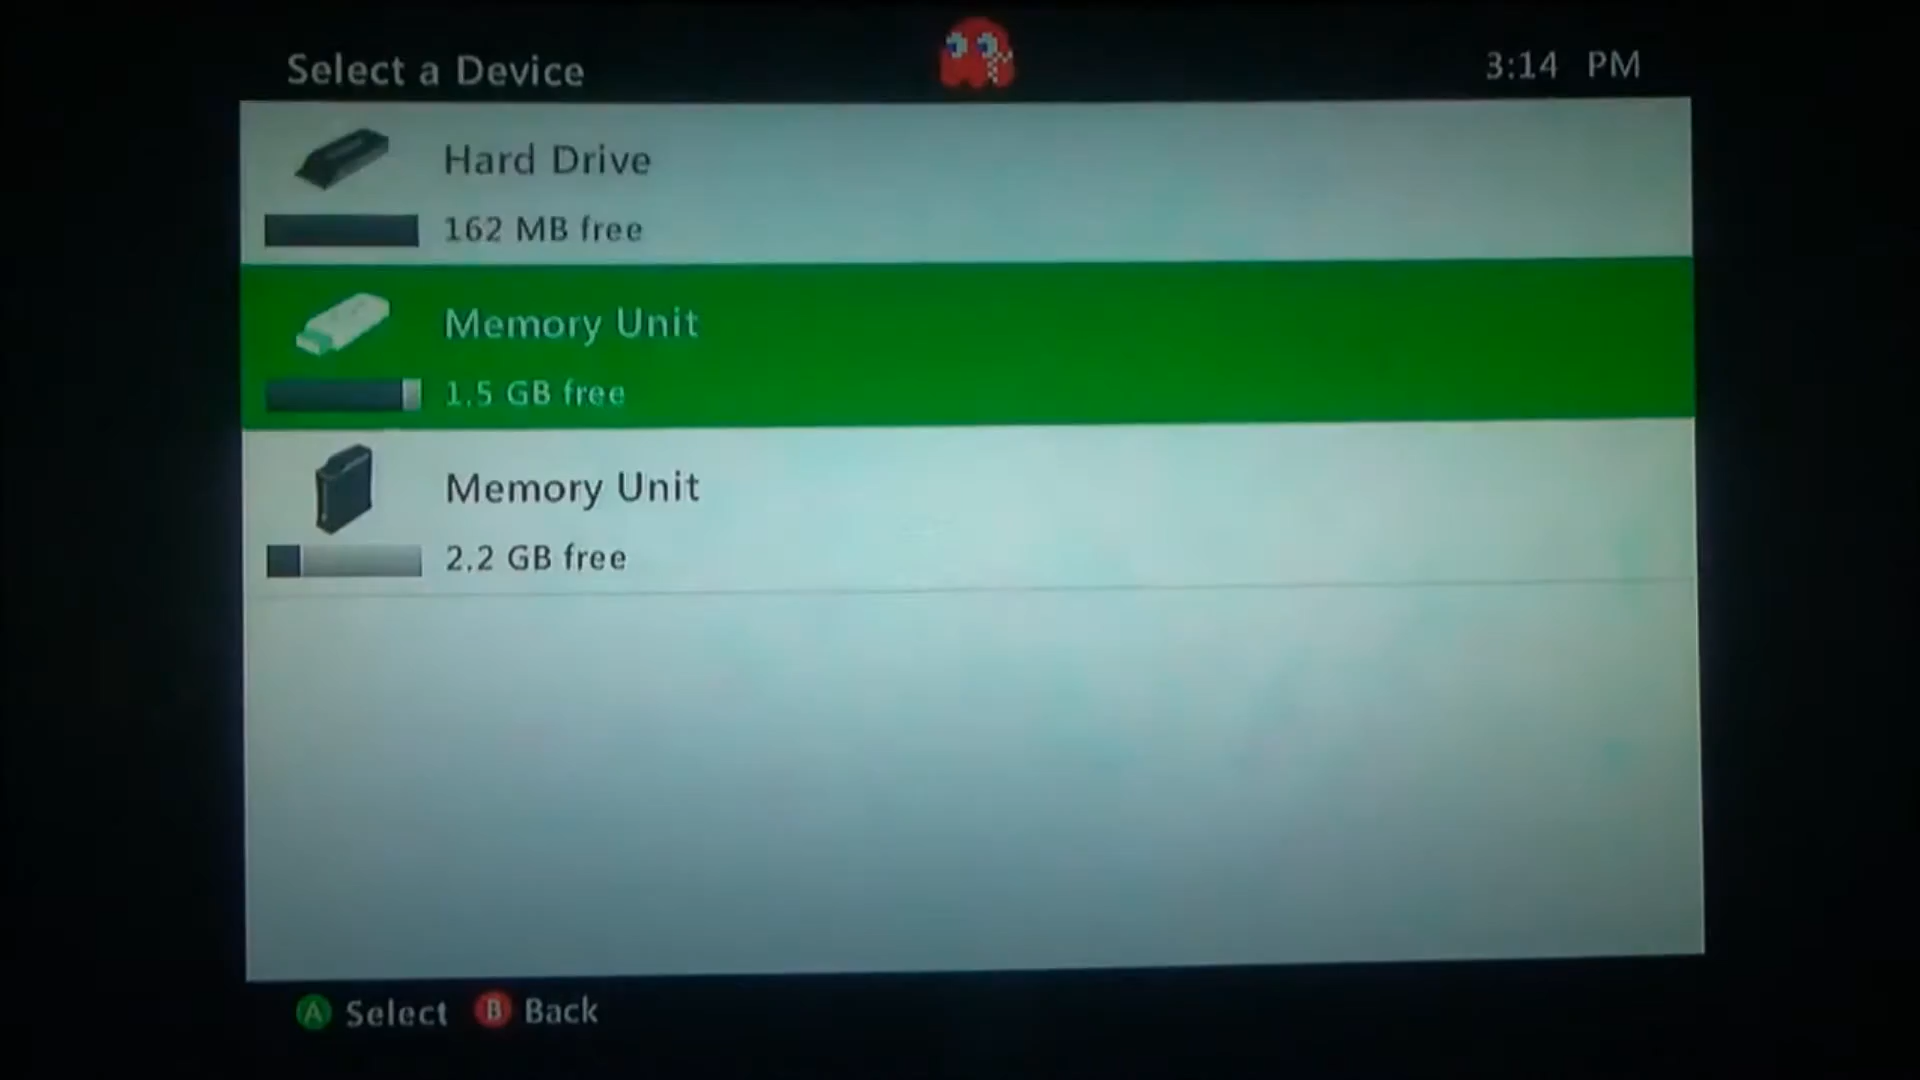 Select a Device
3:14 PM
Hard Drive
162 MB free
Memory Unit
1.5 GB free
Memory Unit
2.2 GB free
A Select B Back